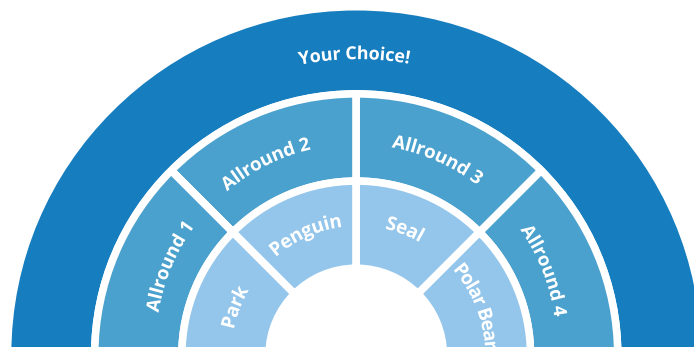 Your Choice!
Allround 1
Allround 2
Allround 3
Allround 4
Park
Penguin
Seal
Polar Bear